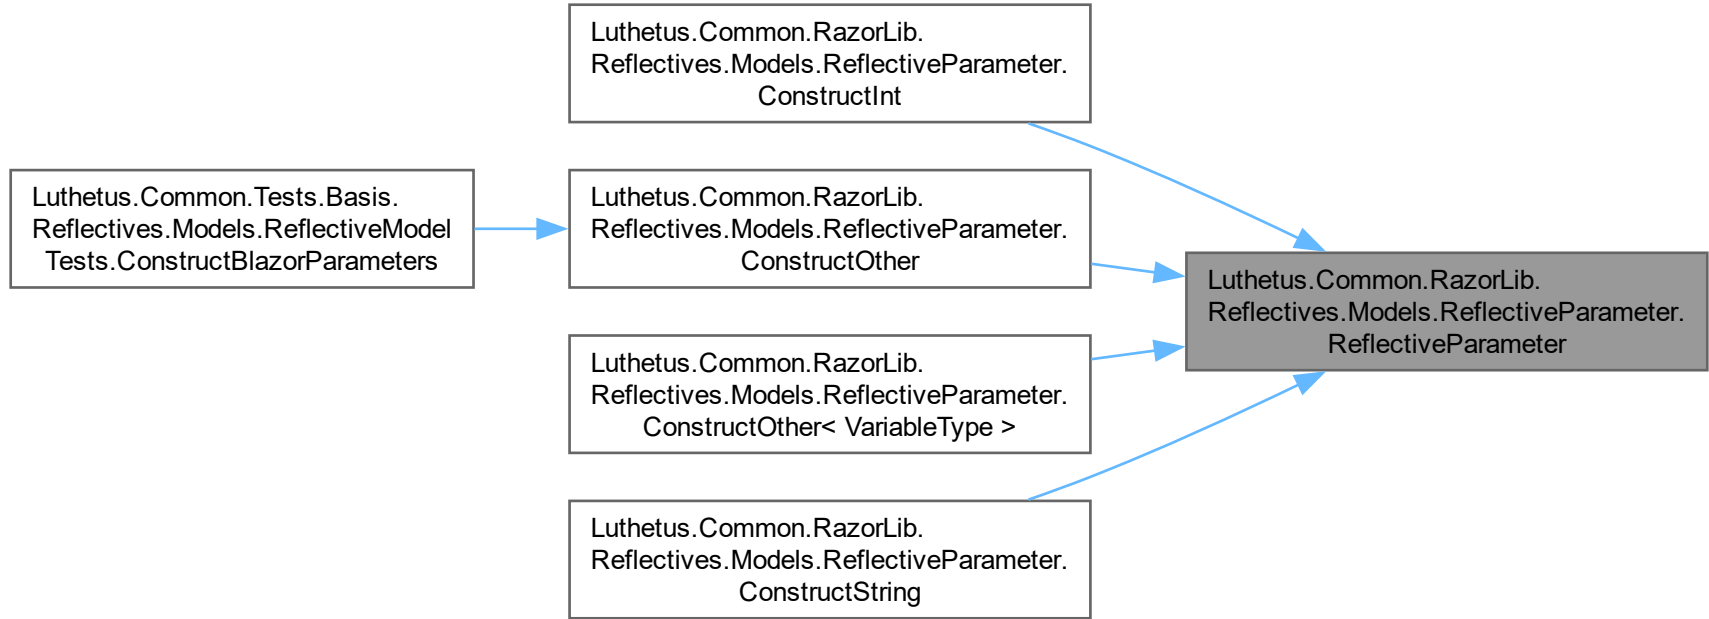 Luthetus.Common.RazorLib.
Reflectives.Models.ReflectiveParameter.
ConstructInt
Luthetus.Common.Tests.Basis.
Reflectives.Models.ReflectiveModel
Tests.ConstructBlazorParameters
Luthetus.Common.RazorLib.
Reflectives.Models.ReflectiveParameter.
ConstructOther
Luthetus.Common.RazorLib.
Reflectives.Models.ReflectiveParameter.
ReflectiveParameter
Luthetus.Common.RazorLib.
Reflectives.Models.ReflectiveParameter.
ConstructOther< VariableType >
Luthetus.Common.RazorLib.
Reflectives.Models.ReflectiveParameter.
ConstructString